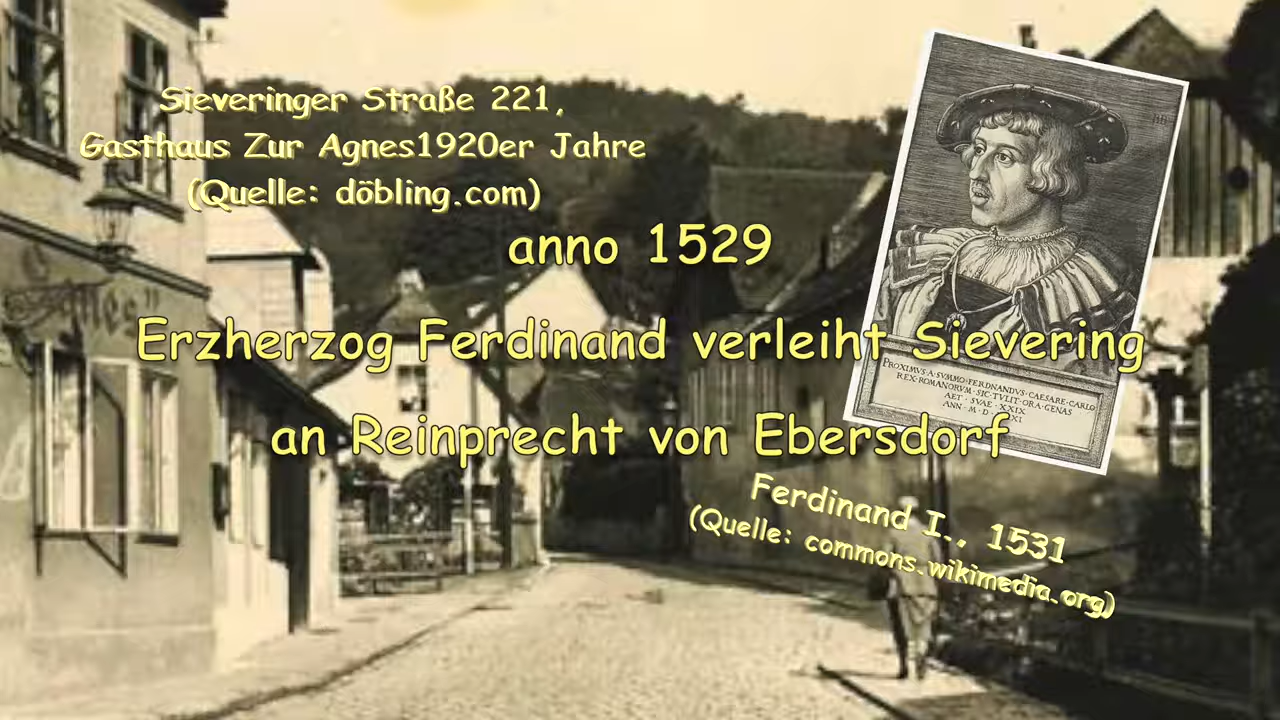 Sieveringer Straße 221,
Gasthaus Zur Agnes1920er Jahre
(Quelle: döbling.com)
anno 1529
Erzherzog Ferdinand verleiht Sievering
an Reinprecht von Ebersdorf
PROXIMVS·A·SVMMO·FERDNANDVS·CAESARE·CARLO
REX·ROMANORVM·SIC·TVLIT·ORA·GENAS
AET·SVAE·XXIX
ANN·M·D·
Ferdinand I., 1531
(Quelle: commons.wikimedia.org)